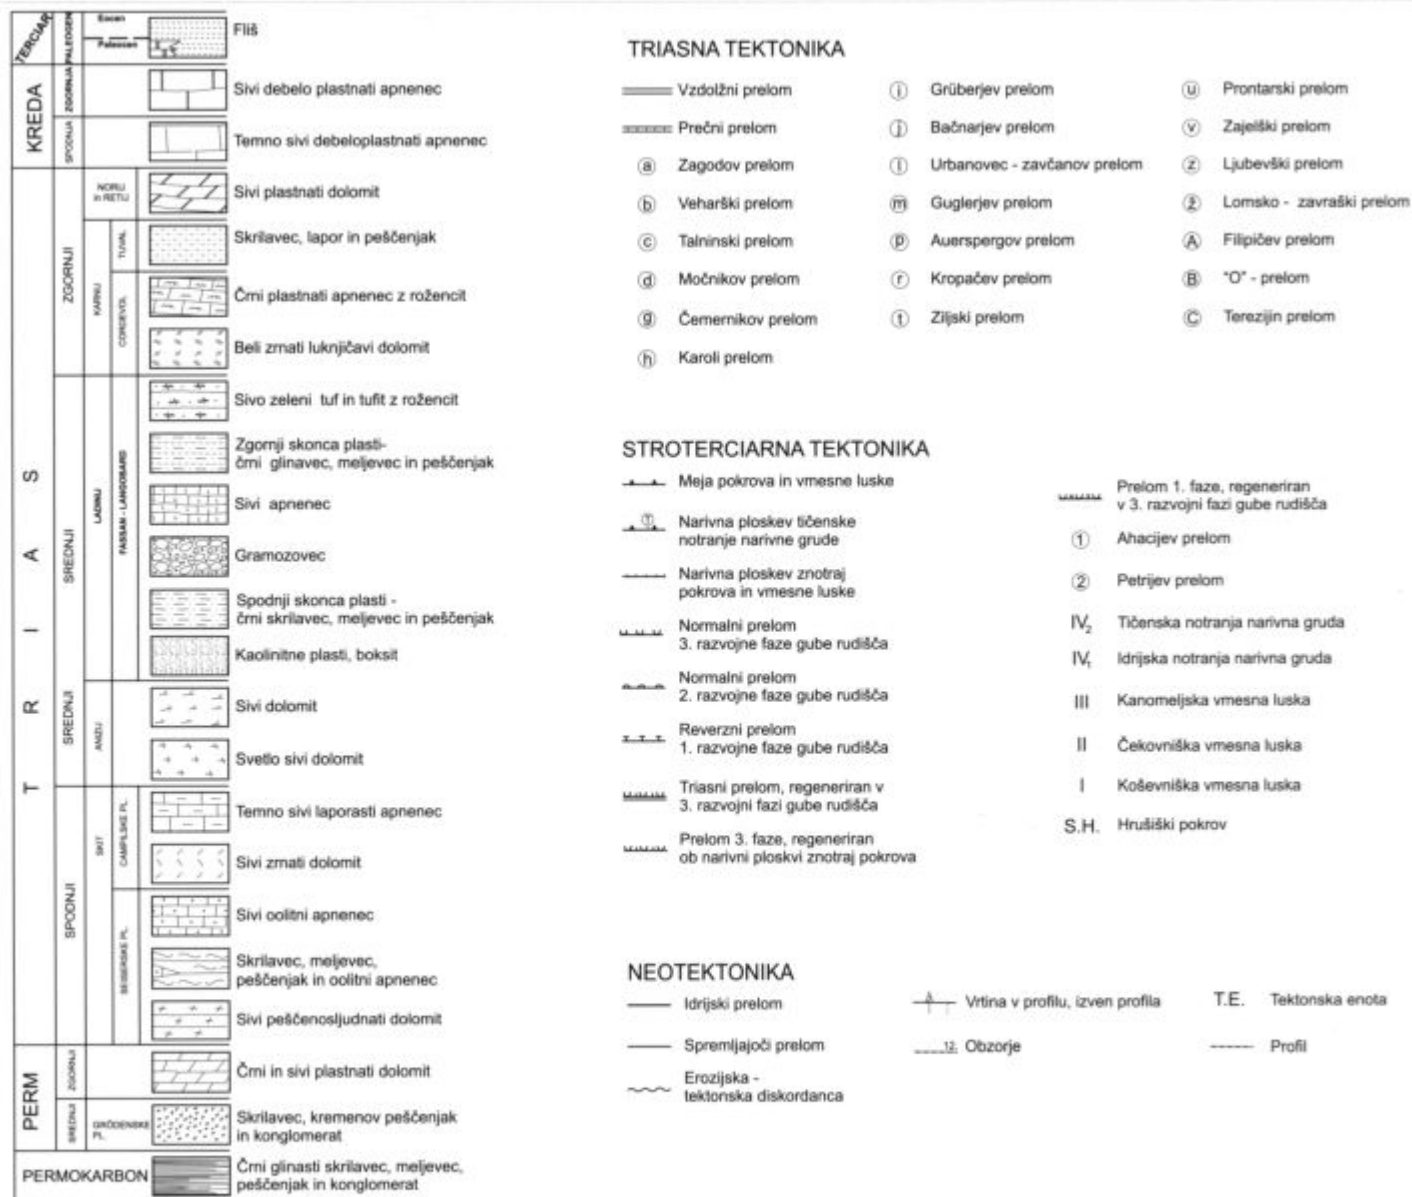 TERCIAR
PALEOGEN
Eocen
Paleocen
Fliš
KREDA
ZGORNJA
Sivi debelo plastnati apnenec
SPODNJA
Temno sivi debeloplastnati apnenec
TRIAS
ZGORNJI
NORIJ
in RETIJ
Sivi plastnati dolomit
KARNIJ
TUVAL
Skrilavec, lapor in peščenjak
CORDEVOL
Črni plastnati apnenec z rožencit
Beli zrnati luknjičavi dolomit
SREDNJI
LADINIJ
FASSAN - LANGOBARD
Sivo zeleni tuf in tufit z rožencit
Zgornji skonca plasti-
črni glinavec, meljevec in peščenjak
Sivi apnenec
Gramozovec
Spodnji skonca plasti -
črni skrilavec, meljevec in peščenjak
Kaolinitne plasti, boksit
SREDNJI
ANIZIJ
Sivi dolomit
Svetlo sivi dolomit
SPODNJI
SKIT
CAMPILSKE PL.
Temno sivi laporasti apnenec
Sivi zrnati dolomit
SEISSERSKE PL.
Sivi oolitni apnenec
Skrilavec, meljevec,
peščenjak in oolitni apnenec
Sivi peščenosljudnati dolomit
PERM
ZGORNJI
Črni in sivi plastnati dolomit
SREDNJI
GRÖDENSKE
PL.
Skrilavec, kremenov peščenjak
in konglomerat
PERMOKARBON
Črni glinasti skrilavec, meljevec,
peščenjak in konglomerat
TRIASNA TEKTONIKA
Vzdolžni prelom
Prečni prelom
a Zagodov prelom
b Veharški prelom
c Talninski prelom
d Močnikov prelom
g Čemernikov prelom
h Karoli prelom
i Grüberjev prelom
j Bačnarjev prelom
l Urbanovec - zavčanov prelom
m Guglerjev prelom
p Auerspergov prelom
r Kropačev prelom
t Ziljski prelom
u Prontarski prelom
v Zajelški prelom
z Ljubevški prelom
ž Lomsko - zavraški prelom
A Filipičev prelom
B "O" - prelom
C Terezijin prelom
STROTERCIARNA TEKTONIKA
Meja pokrova in vmesne luske
1 Narivna ploskev tičenske
notranje narivne grude
Narivna ploskev znotraj
pokrova in vmesne luske
Normalni prelom
3. razvojne faze gube rudišča
Normalni prelom
2. razvojne faze gube rudišča
Reverzni prelom
1. razvojne faze gube rudišča
Triasni prelom, regeneriran v
3. razvojni fazi gube rudišča
Prelom 3. faze, regeneriran
ob narivni ploskvi znotraj pokrova
Prelom 1. faze, regeneriran
v 3. razvojni fazi gube rudišča
1 Ahacijev prelom
2 Petrijev prelom
IV₂ Tičenska notranja narivna gruda
IV₁ Idrijska notranja narivna gruda
III Kanomeljska vmesna luska
II Čekovniška vmesna luska
I Koševniška vmesna luska
S.H. Hrušiški pokrov
NEOTEKTONIKA
Idrijski prelom
Spremljajoči prelom
Erozijska -
tektonska diskordanca
Vrtina v profilu, izven profila
12. Obzorje
T.E. Tektonska enota
Profil